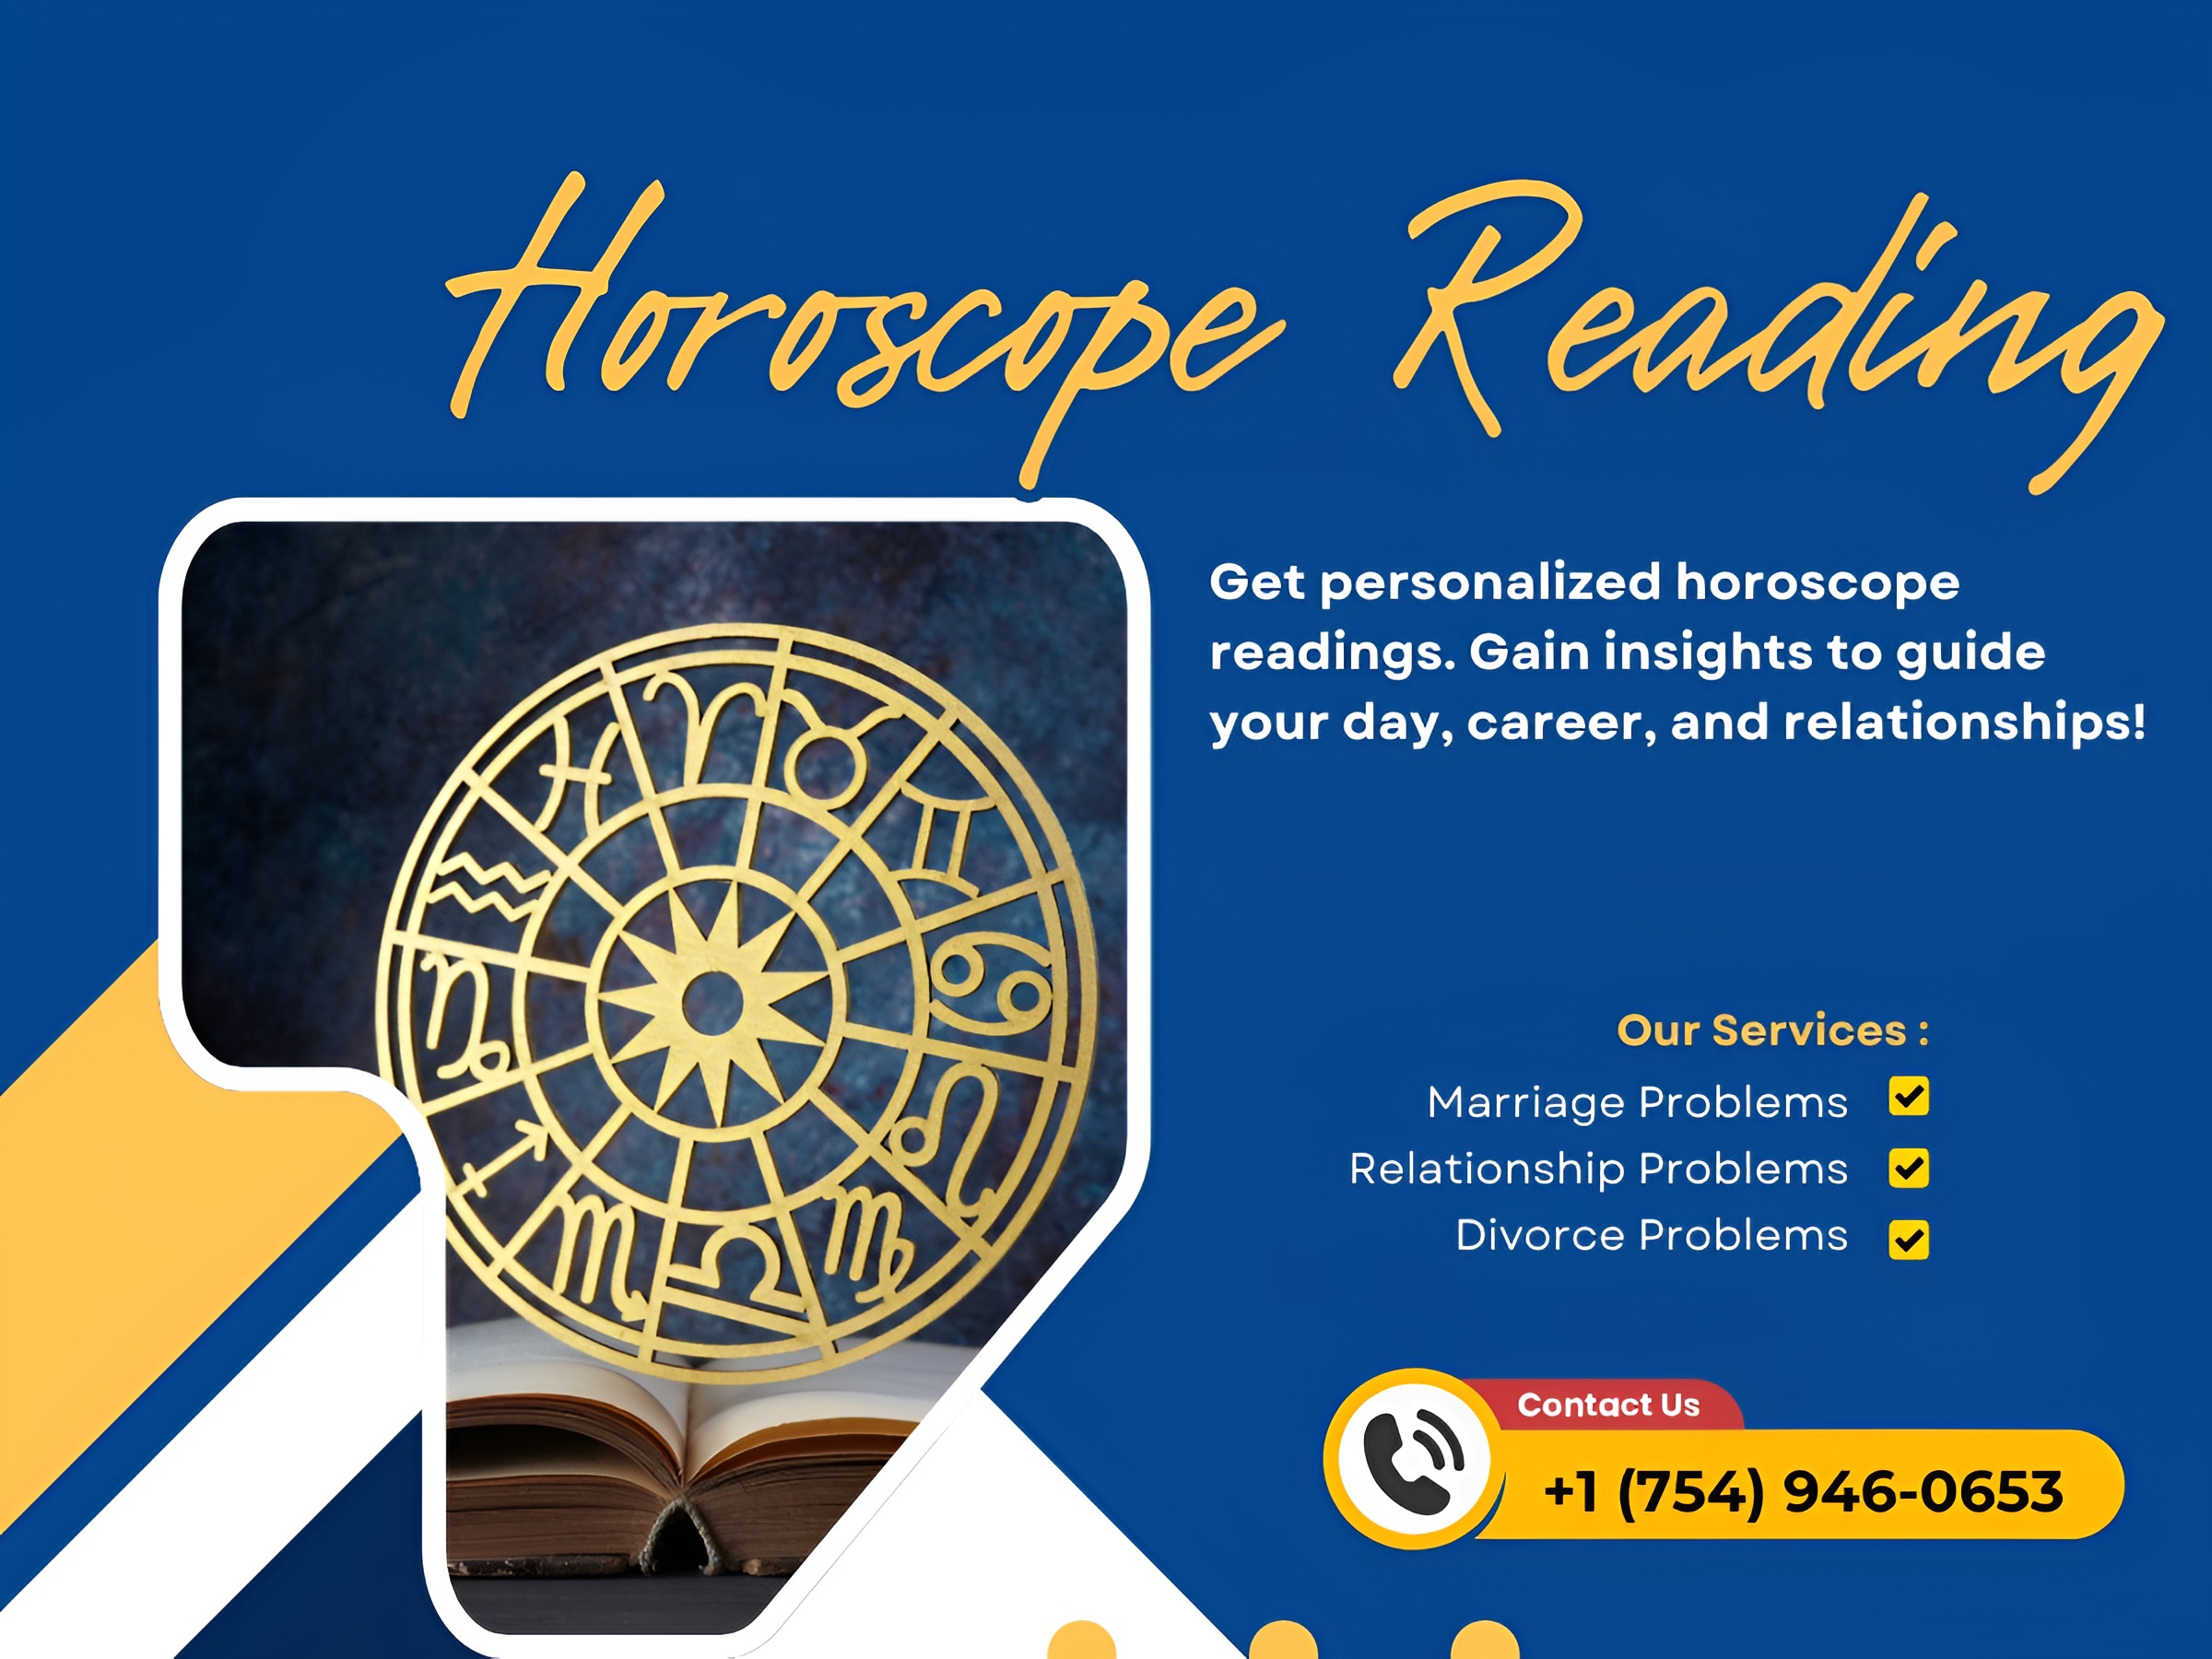 Horoscope Reading
Get personalized horoscope
readings. Gain insights to guide
your day, career, and relationships!
Our Services :
Marriage Problems
Relationship Problems
Divorce Problems
Contact Us
+1 (754) 946-0653